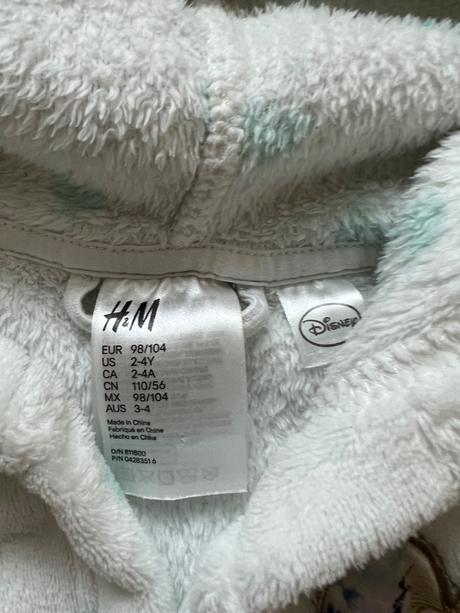 H&M
EUR 98/104
US 2-4Y
CA 2-4A
CN 110/56
MX 98/104
AUS 3-4
Made in China
Fabriqué en Chine
Hecho en China
O/N 811800
P/N 0428351 6
Disney